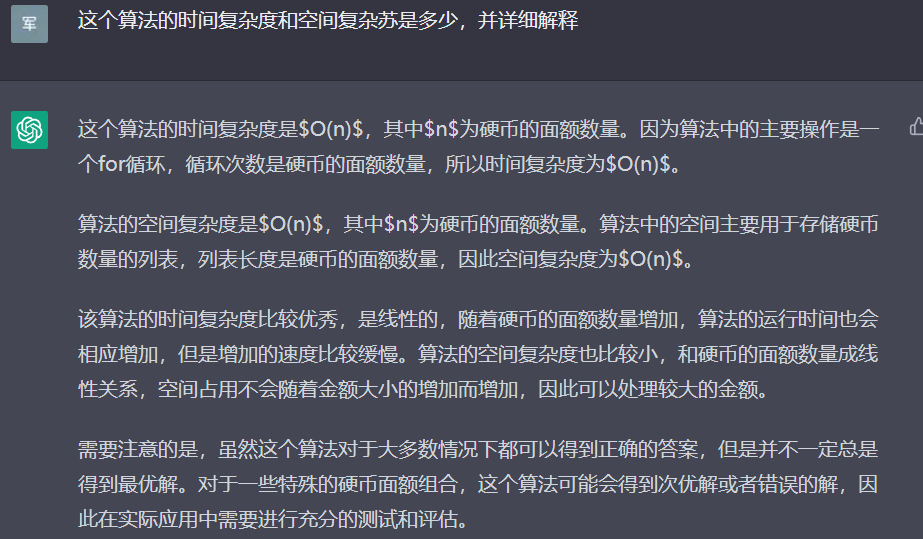 军
这个算法的时间复杂度和空间复杂苏是多少，并详细解释
这个算法的时间复杂度是$O(n)$，其中$n$为硬币的面额数量。因为算法中的主要操作是一
个for循环，循环次数是硬币的面额数量，所以时间复杂度为$O(n)$。
算法的空间复杂度是$O(n)$，其中$n$为硬币的面额数量。算法中的空间主要用于存储硬币
数量的列表，列表长度是硬币的面额数量，因此空间复杂度为$O(n)$。
该算法的时间复杂度比较优秀，是线性的，随着硬币的面额数量增加，算法的运行时间也会
相应增加，但是增加的速度比较缓慢。算法的空间复杂度也比较小，和硬币的面额数量成线
性关系，空间占用不会随着金额大小的增加而增加，因此可以处理较大的金额。
需要注意的是，虽然这个算法对于大多数情况下都可以得到正确的答案，但是并不一定总是
得到最优解。对于一些特殊的硬币面额组合，这个算法可能会得到次优解或者错误的解，因
此在实际应用中需要进行充分的测试和评估。